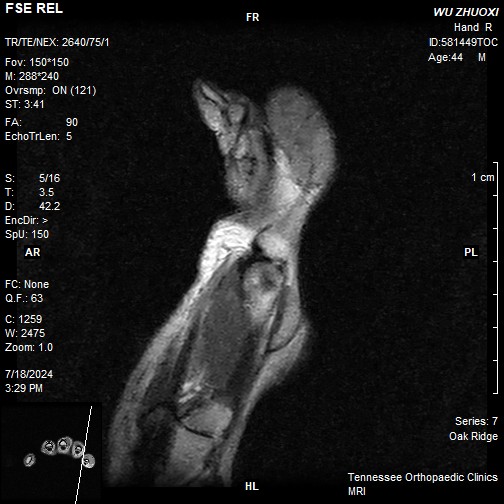 FSE REL
FR
WU ZHUOXI
Hand R
ID:581449TOC
Age:44 M
TR/TE/NEX: 2640/75/1
Fov: 150*150
M: 288*240
Ovrsmp: ON (121)
ST: 3:41
FA: 90
EchoTrLen: 5
S: 5/16
T: 3.5
D: 42.2
EncDir: >
SpU: 150
1 cm
AR
PL
FC: None
Q.F.: 63
C: 1259
W: 2475
Zoom: 1.0
7/18/2024
3:29 PM
Series: 7
Oak Ridge
HL
Tennessee Orthopaedic Clinics
MRI